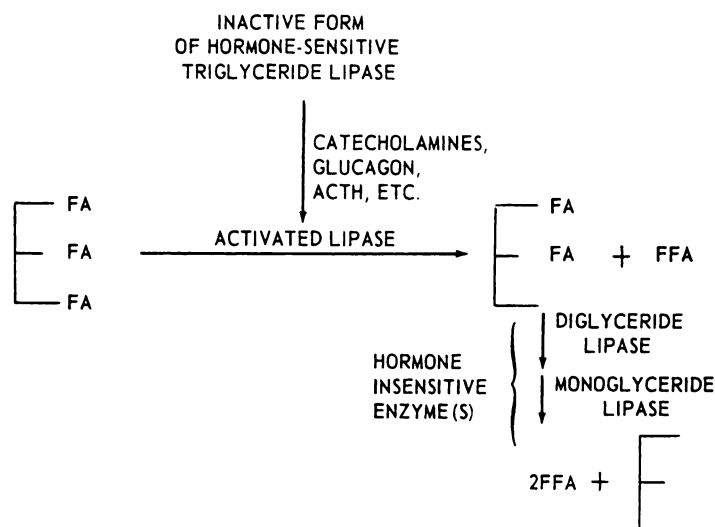 INACTIVE FORM
OF HORMONE-SENSITIVE
TRIGLYCERIDE LIPASE
CATECHOLAMINES,
GLUCAGON,
ACTH, ETC.
FA
FA
FA
ACTIVATED LIPASE
FA
FA + FFA
DIGLYCERIDE
LIPASE
HORMONE
INSENSITIVE
ENZYME(S)
MONOGLYCERIDE
LIPASE
2FFA +